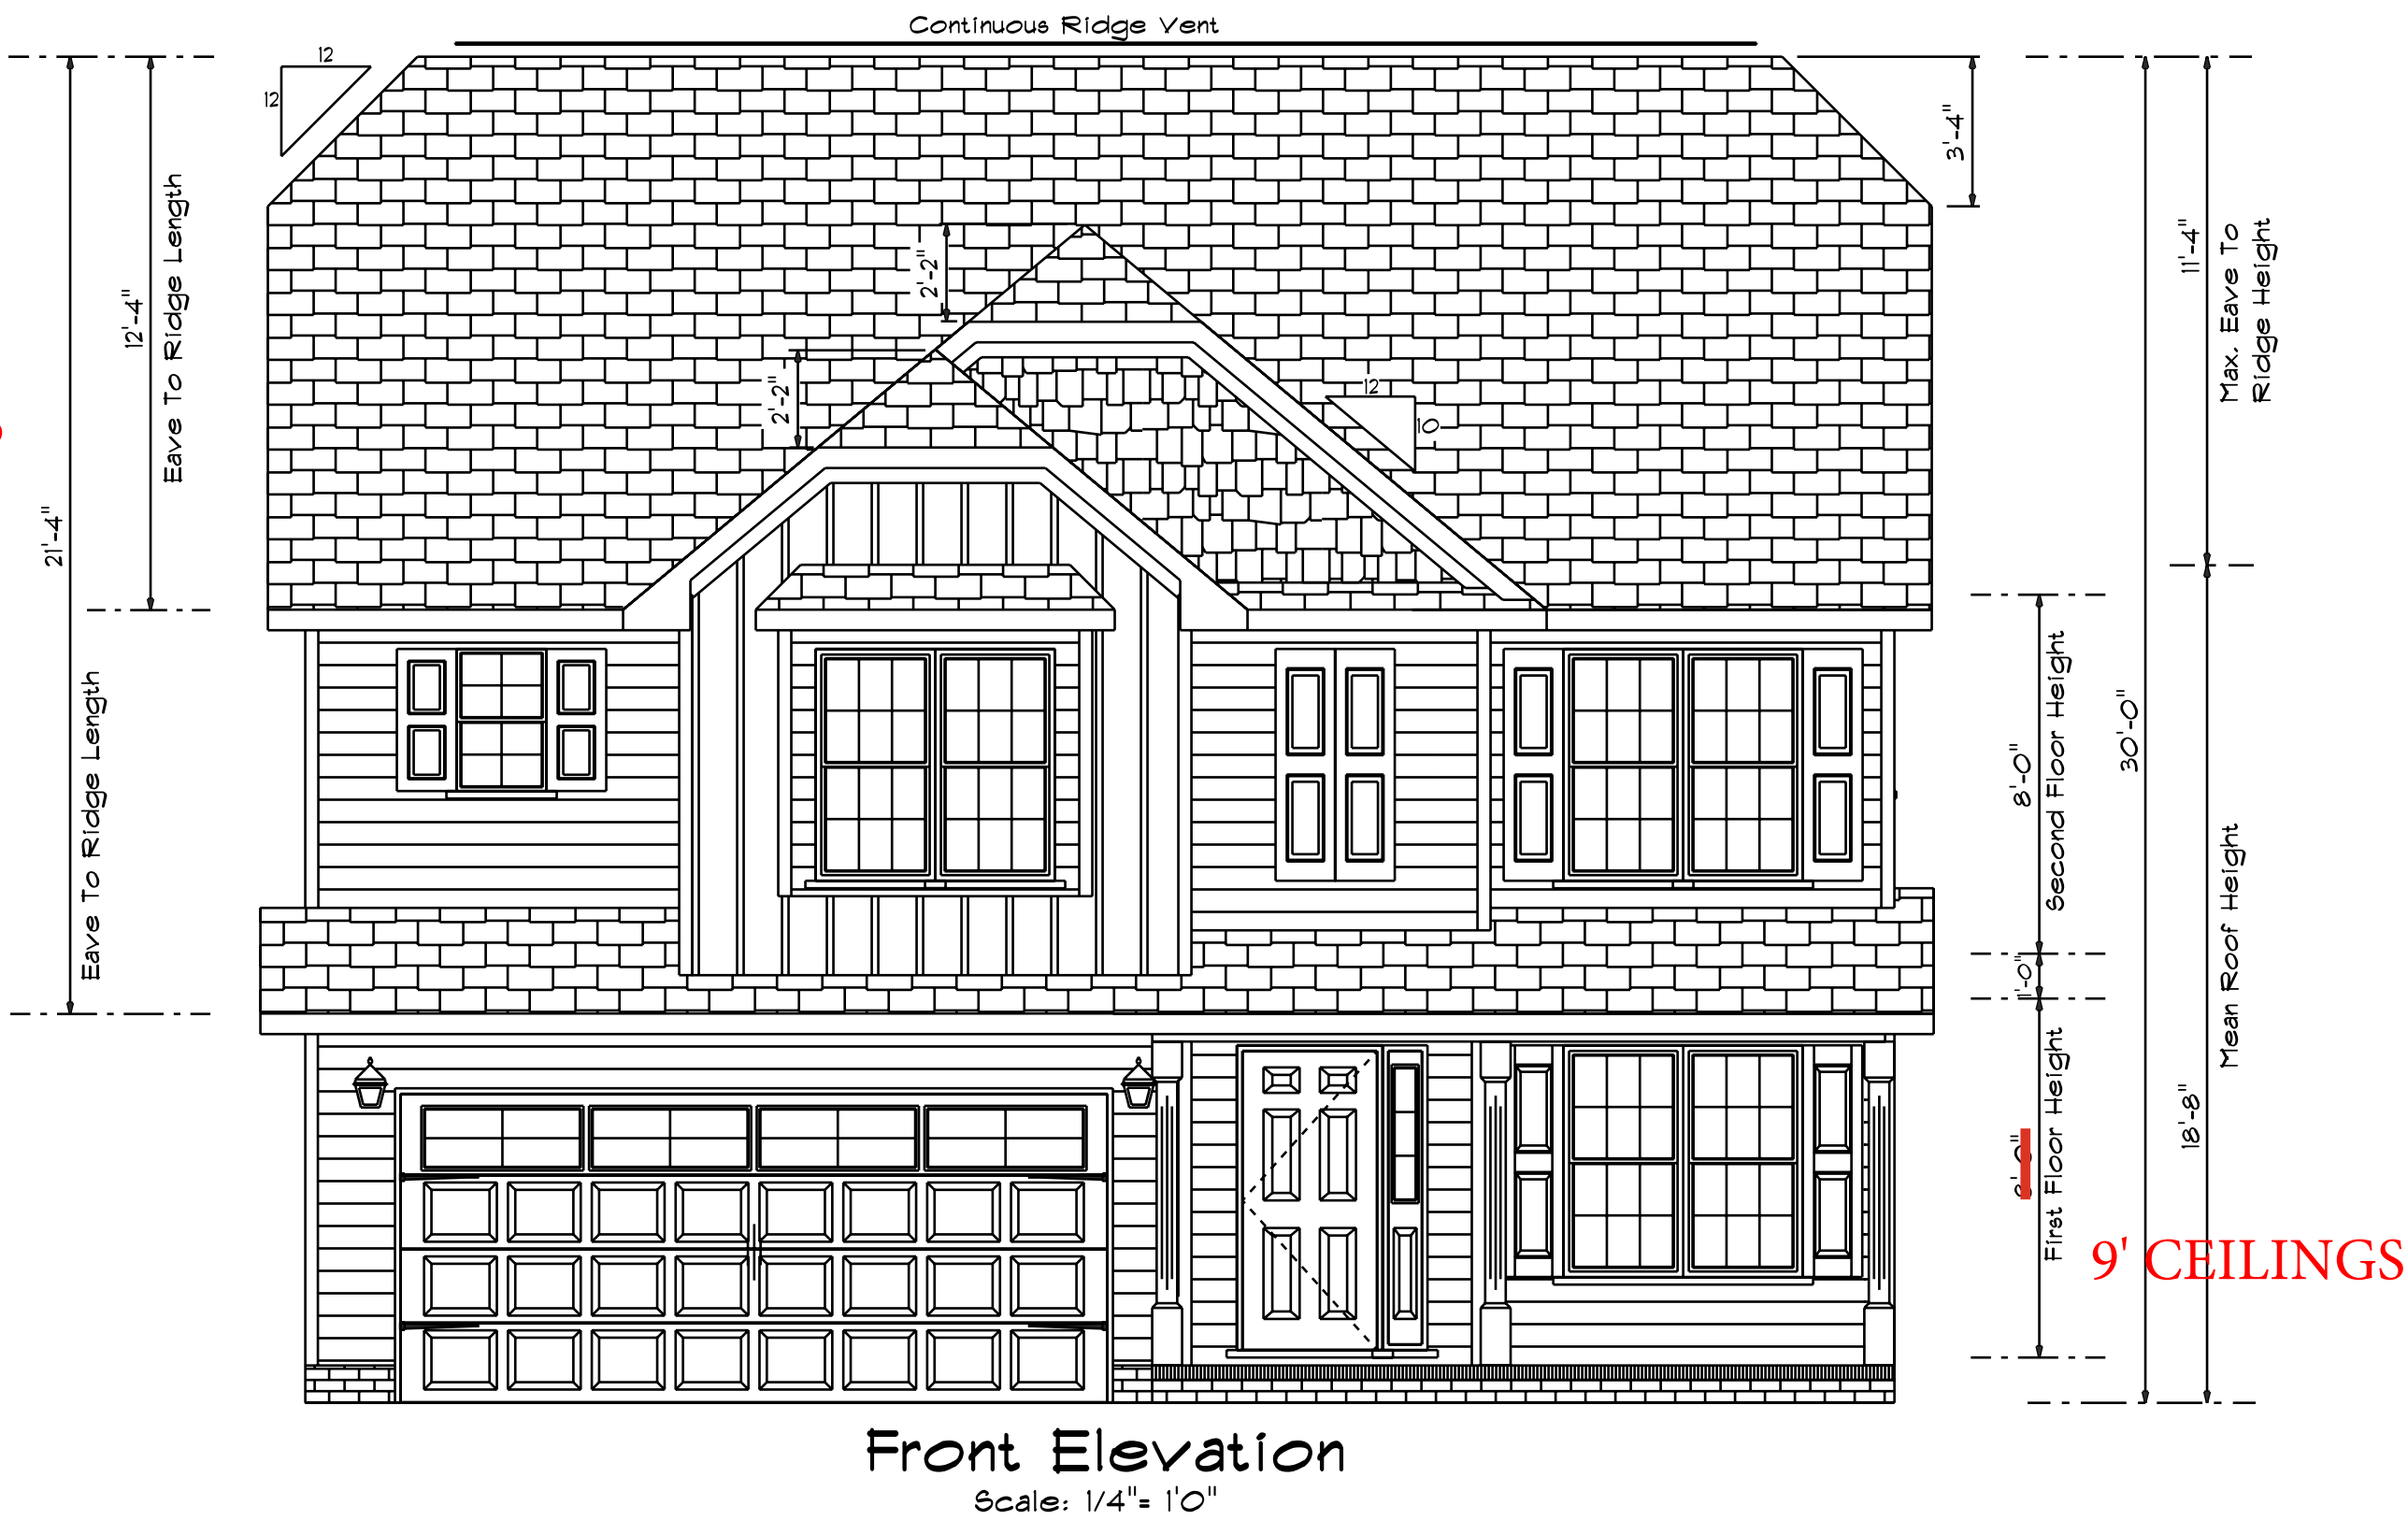 Continuous Ridge Vent
12
12
3'-4"
12'-4"
Eave To Ridge Length
21'-4"
Eave To Ridge Length
2'-2"
2'-2"
12
10
11'-4"
Max. Eave To
Ridge Height
8'-0"
Second Floor Height
30'-0"
1'-0"
First Floor Height
18'-8"
Mean Roof Height
9' CEILINGS
Front Elevation
Scale: 1/4"= 1'0"